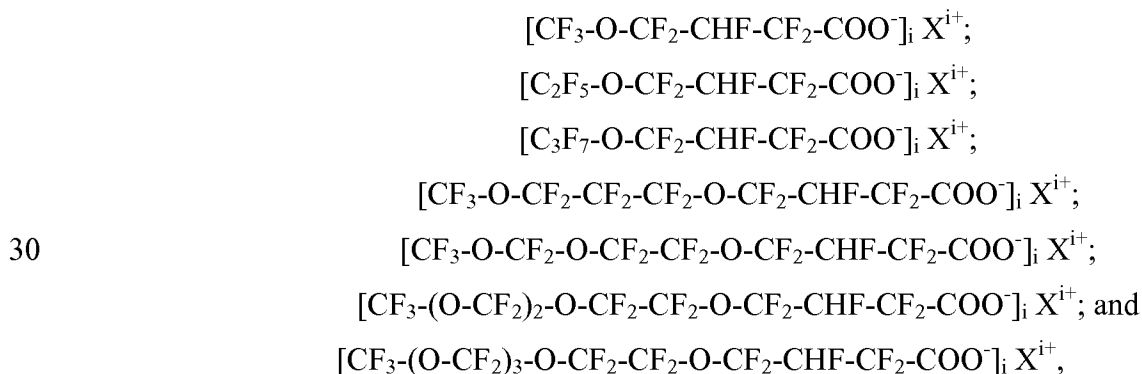 [CF₃-O-CF₂-CHF-CF₂-COO⁻]ᵢ Xⁱ⁺;
[C₂F₅-O-CF₂-CHF-CF₂-COO⁻]ᵢ Xⁱ⁺;
[C₃F₇-O-CF₂-CHF-CF₂-COO⁻]ᵢ Xⁱ⁺;
[CF₃-O-CF₂-CF₂-CF₂-O-CF₂-CHF-CF₂-COO⁻]ᵢ Xⁱ⁺;
30 [CF₃-O-CF₂-O-CF₂-CF₂-O-CF₂-CHF-CF₂-COO⁻]ᵢ Xⁱ⁺;
[CF₃-(O-CF₂)₂-O-CF₂-CF₂-O-CF₂-CHF-CF₂-COO⁻]ᵢ Xⁱ⁺; and
[CF₃-(O-CF₂)₃-O-CF₂-CF₂-O-CF₂-CHF-CF₂-COO⁻]ᵢ Xⁱ⁺,